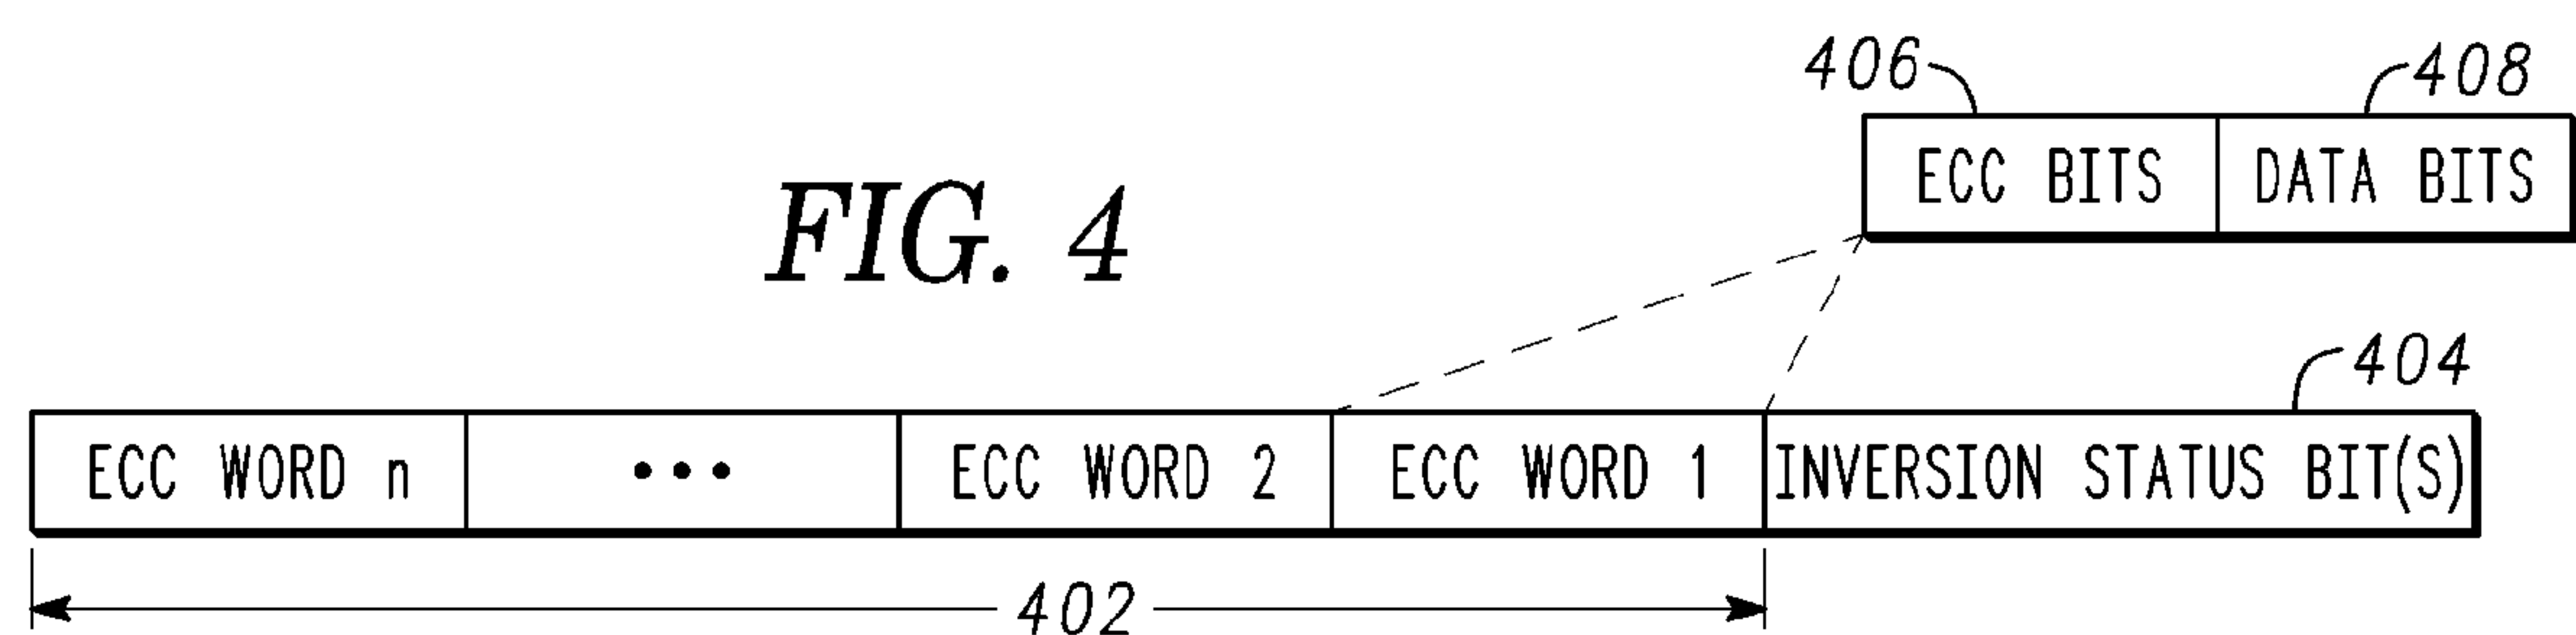 406 408
ECC BITS DATA BITS
FIG. 4
404
ECC WORD n ••• ECC WORD 2 ECC WORD 1 INVERSION STATUS BIT(S)
402